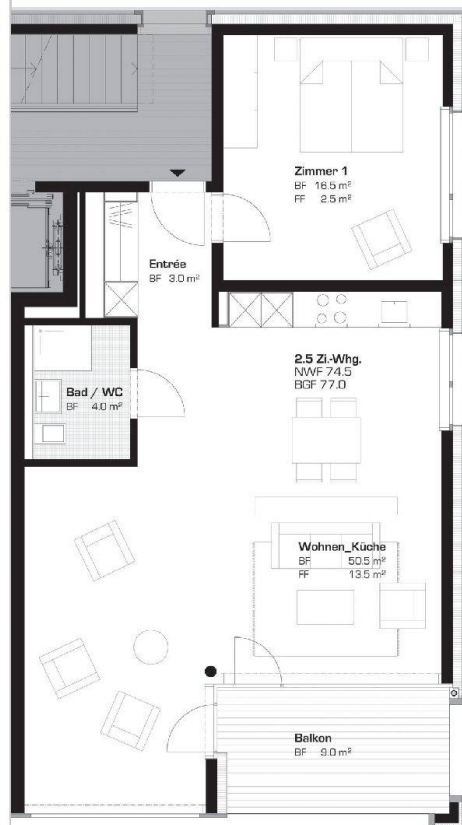 Zimmer 1
BF 16.5 m²
FF 2.5 m²
Entrée
BF 3.0 m²
2.5 Zi.-Whg.
NWF 74.5
BGF 77.0
Bad / WC
BF 4.0 m²
Wohnen_Küche
BF 50.5 m²
FF 13.5 m²
Balkon
BF 9.0 m²